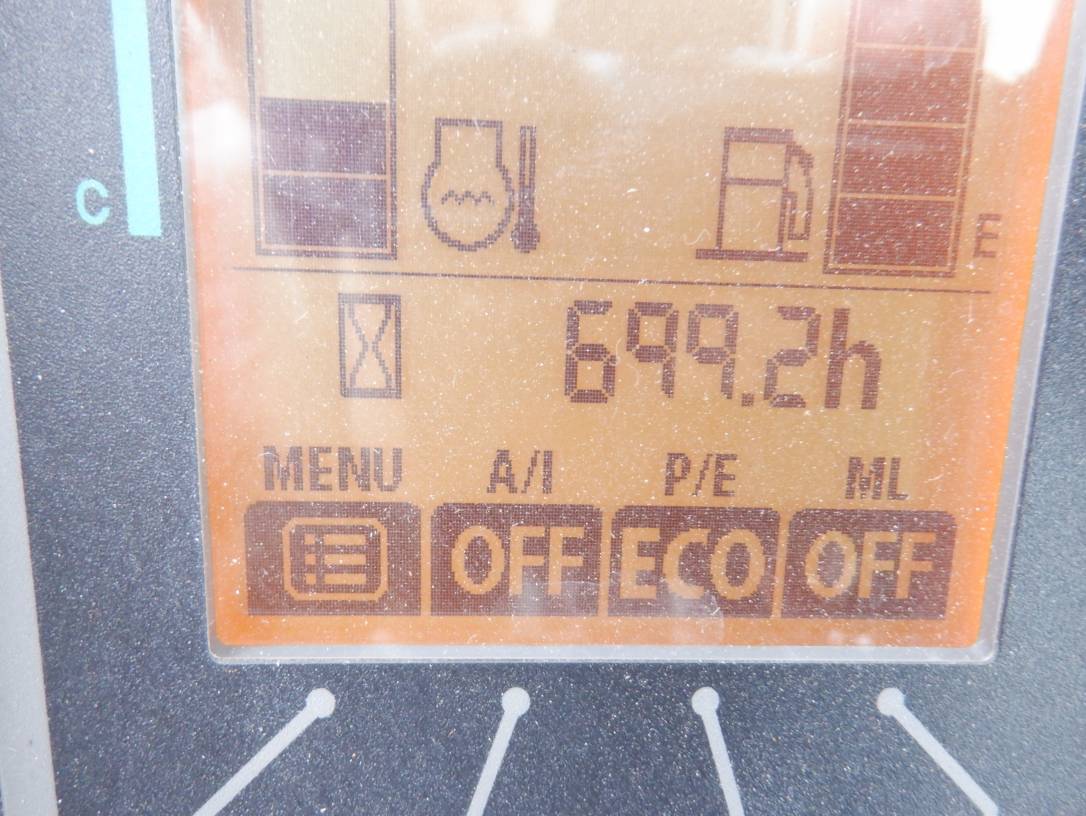 C
E
699.2h
MENU A/I P/E ML
OFF ECO OFF